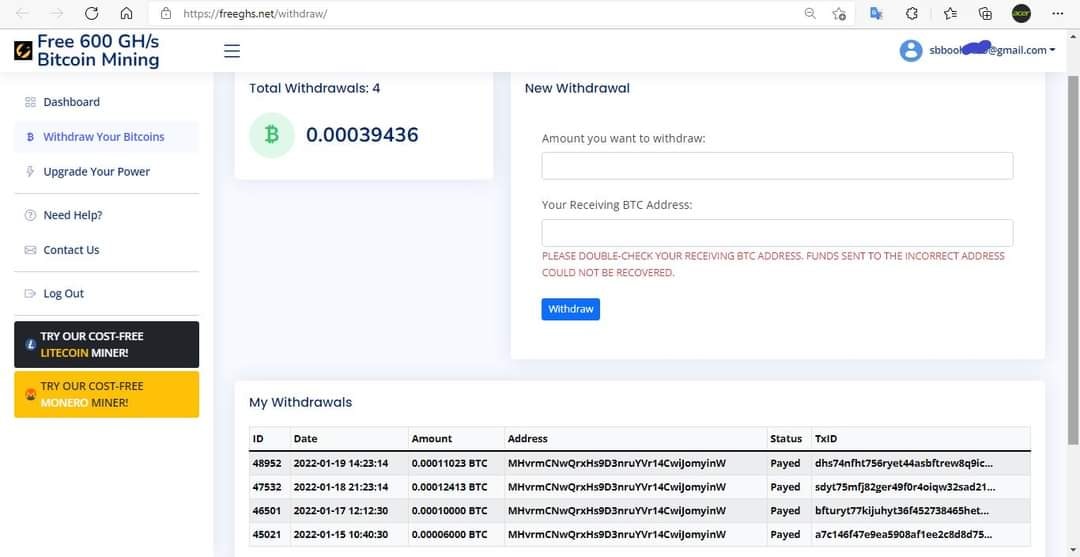 https://freeghs.net/withdraw/
acer
Free 600 GH/s
Bitcoin Mining
@gmail.com
Dashboard
Withdraw Your Bitcoins
Upgrade Your Power
Need Help?
Contact Us
Log Out
TRY OUR COST-FREE
LITECOIN MINER!
TRY OUR COST-FREE
MONERO MINER!
Total Withdrawals: 4
0.00039436
New Withdrawal
Amount you want to withdraw:
Your Receiving BTC Address:
PLEASE DOUBLE-CHECK YOUR RECEIVING BTC ADDRESS. FUNDS SENT TO THE INCORRECT ADDRESS
COULD NOT BE RECOVERED.
Withdraw
My Withdrawals
ID Date Amount Address Status TxID
48952 2022-01-19 14:23:14 0.00011023 BTC MHvrmCNwQrxHs9D3nruYVr14CwiJomyinW Payed dhs74nfht756ryet44asbftrew8q9ic...
47532 2022-01-18 21:23:14 0.00012413 BTC MHvrmCNwQrxHs9D3nruYVr14CwiJomyinW Payed sdyt75mfj82ger49f0r4oiqw32sad21...
46501 2022-01-17 12:12:30 0.00010000 BTC MHvrmCNwQrxHs9D3nruYVr14CwiJomyinW Payed bfturyt77kijuhyt36f452738465het...
45021 2022-01-15 10:40:30 0.00006000 BTC MHvrmCNwQrxHs9D3nruYVr14CwiJomyinW Payed a7c146f47e9ea5908af1ee2c8d8d75...